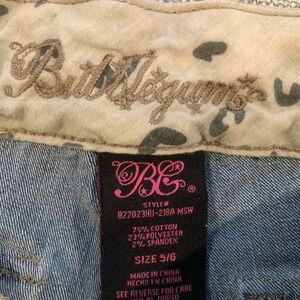 Bubblegum
BG®
STYLE#
B22023HU-218A-MSW
75% COTTON
23% POLYESTER
2% SPANDEX
SIZE 5/6
MADE IN CHINA
HECHO EN CHINA
SEE REVERSE FOR CARE